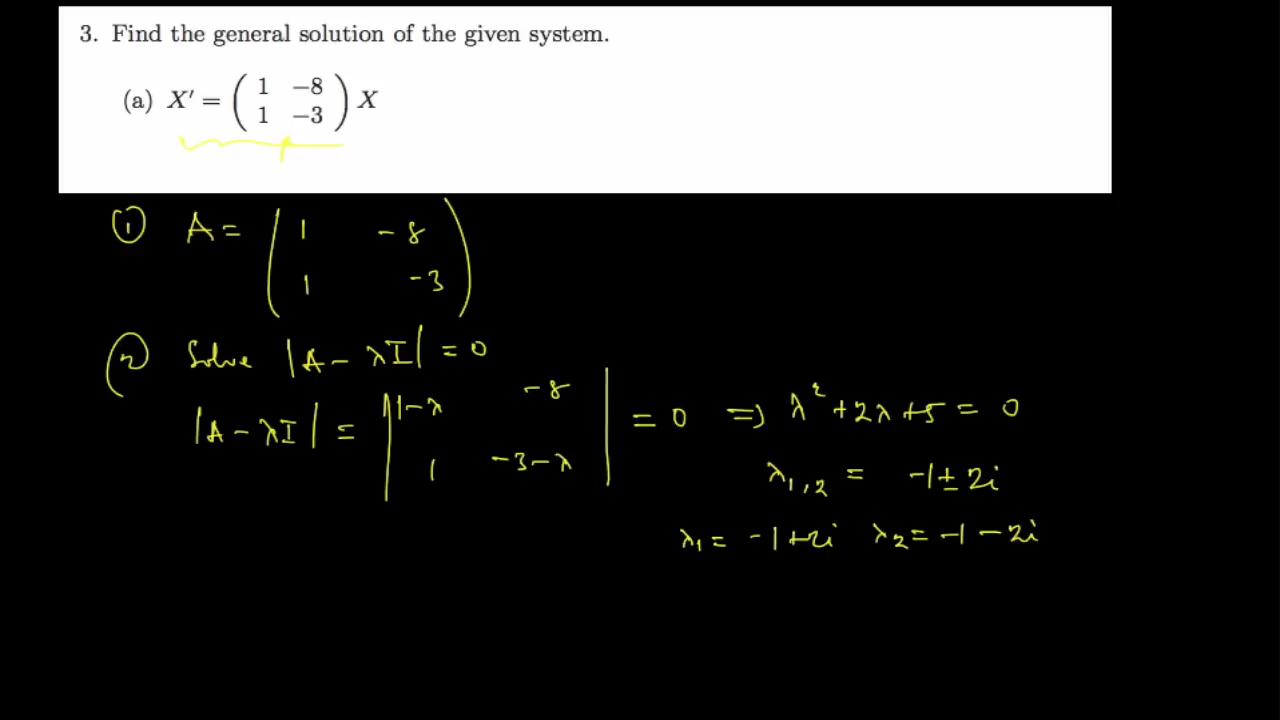 3. Find the general solution of the given system.
(a) X′ = ( 1 −8
1 −3 ) X
① A = ( 1 -8
1 -3 )
② Solve |A - λI| = 0
|A - λI| = | 1-λ -8
1 -3-λ | = 0 ⇒ λ² + 2λ + 5 = 0
λ₁,₂ = -1 ± 2i
λ₁ = -1+2i λ₂ = -1 - 2i